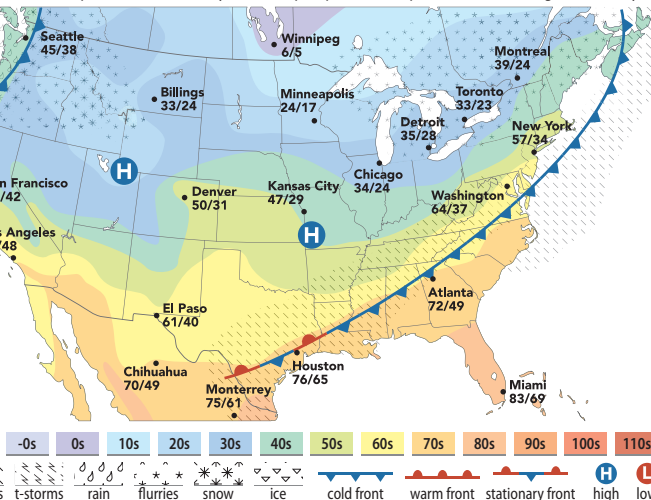 Seattle
45/38
Winnipeg
6/5
Montreal
39/24
Billings
33/24
Minneapolis
24/17
Toronto
33/23
Detroit
35/28
New York
57/34
H
Chicago
34/24
n Francisco
/42
Denver
50/31
Kansas City
47/29
Washington
64/37
s Angeles
/48
H
El Paso
61/40
Atlanta
72/49
Chihuahua
70/49
Houston
76/65
Monterrey
75/61
Miami
83/69
-0s 0s 10s 20s 30s 40s 50s 60s 70s 80s 90s 100s 110s
H L
s t-storms rain flurries snow ice cold front warm front stationary front high lo